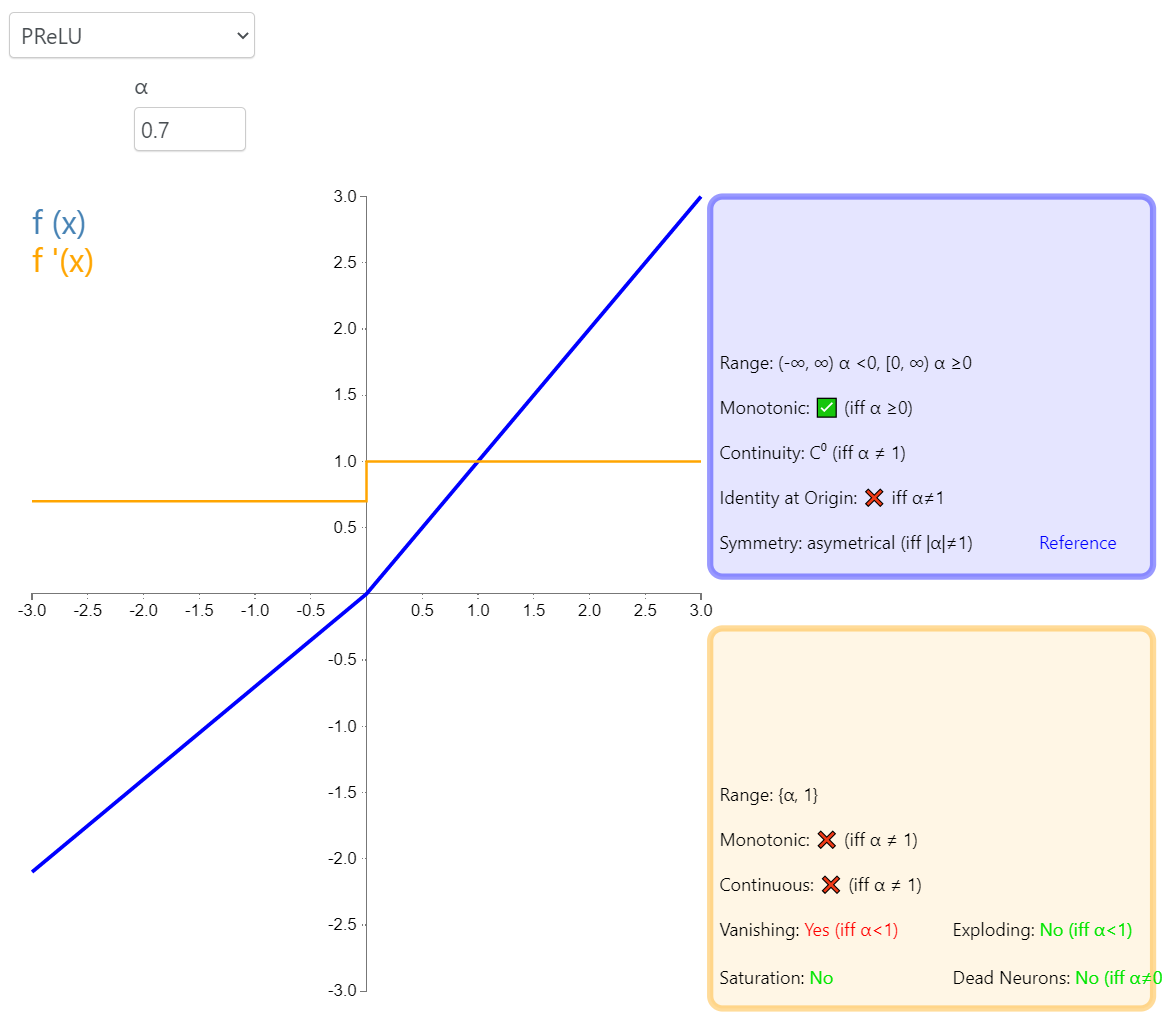 PReLU
α
0.7
f (x)
f '(x)
3.0
2.5
2.0
1.5
1.0
0.5
-3.0 -2.5 -2.0 -1.5 -1.0 -0.5 0.5 1.0 1.5 2.0 2.5 3.0
-0.5
-1.0
-1.5
-2.0
-2.5
-3.0
Range: (-∞, ∞) α <0, [0, ∞) α ≥0
Monotonic: ✅ (iff α ≥0)
Continuity: C⁰ (iff α ≠ 1)
Identity at Origin: ❌ iff α≠1
Symmetry: asymetrical (iff |α|≠1) Reference
Range: {α, 1}
Monotonic: ❌ (iff α ≠ 1)
Continuous: ❌ (iff α ≠ 1)
Vanishing: Yes (iff α<1) Exploding: No (iff α<1)
Saturation: No Dead Neurons: No (iff α≠0